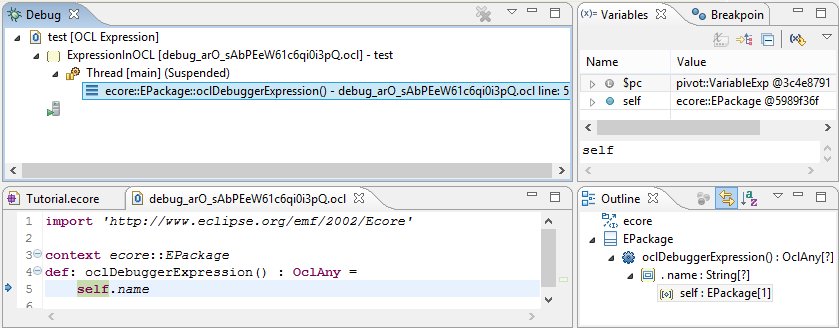 Debug
test [OCL Expression]
ExpressionInOCL [debug_arO_sAbPEeW61c6qi0i3pQ.ocl] - test
Thread [main] (Suspended)
ecore::EPackage::oclDebuggerExpression() - debug_arO_sAbPEeW61c6qi0i3pQ.ocl line: 5
(x)= Variables
Breakpoin
Name Value
$pc pivot::VariableExp @3c4e8791
self ecore::EPackage @5989f36f
self
Tutorial.ecore
debug_arO_sAbPEeW61c6qi0i3pQ.ocl
1 import 'http://www.eclipse.org/emf/2002/Ecore'
2
3 context ecore::EPackage
4 def: oclDebuggerExpression() : OclAny =
5 self.name
Outline
ecore
EPackage
oclDebuggerExpression() : OclAny[?]
. name : String[?]
self : EPackage[1]